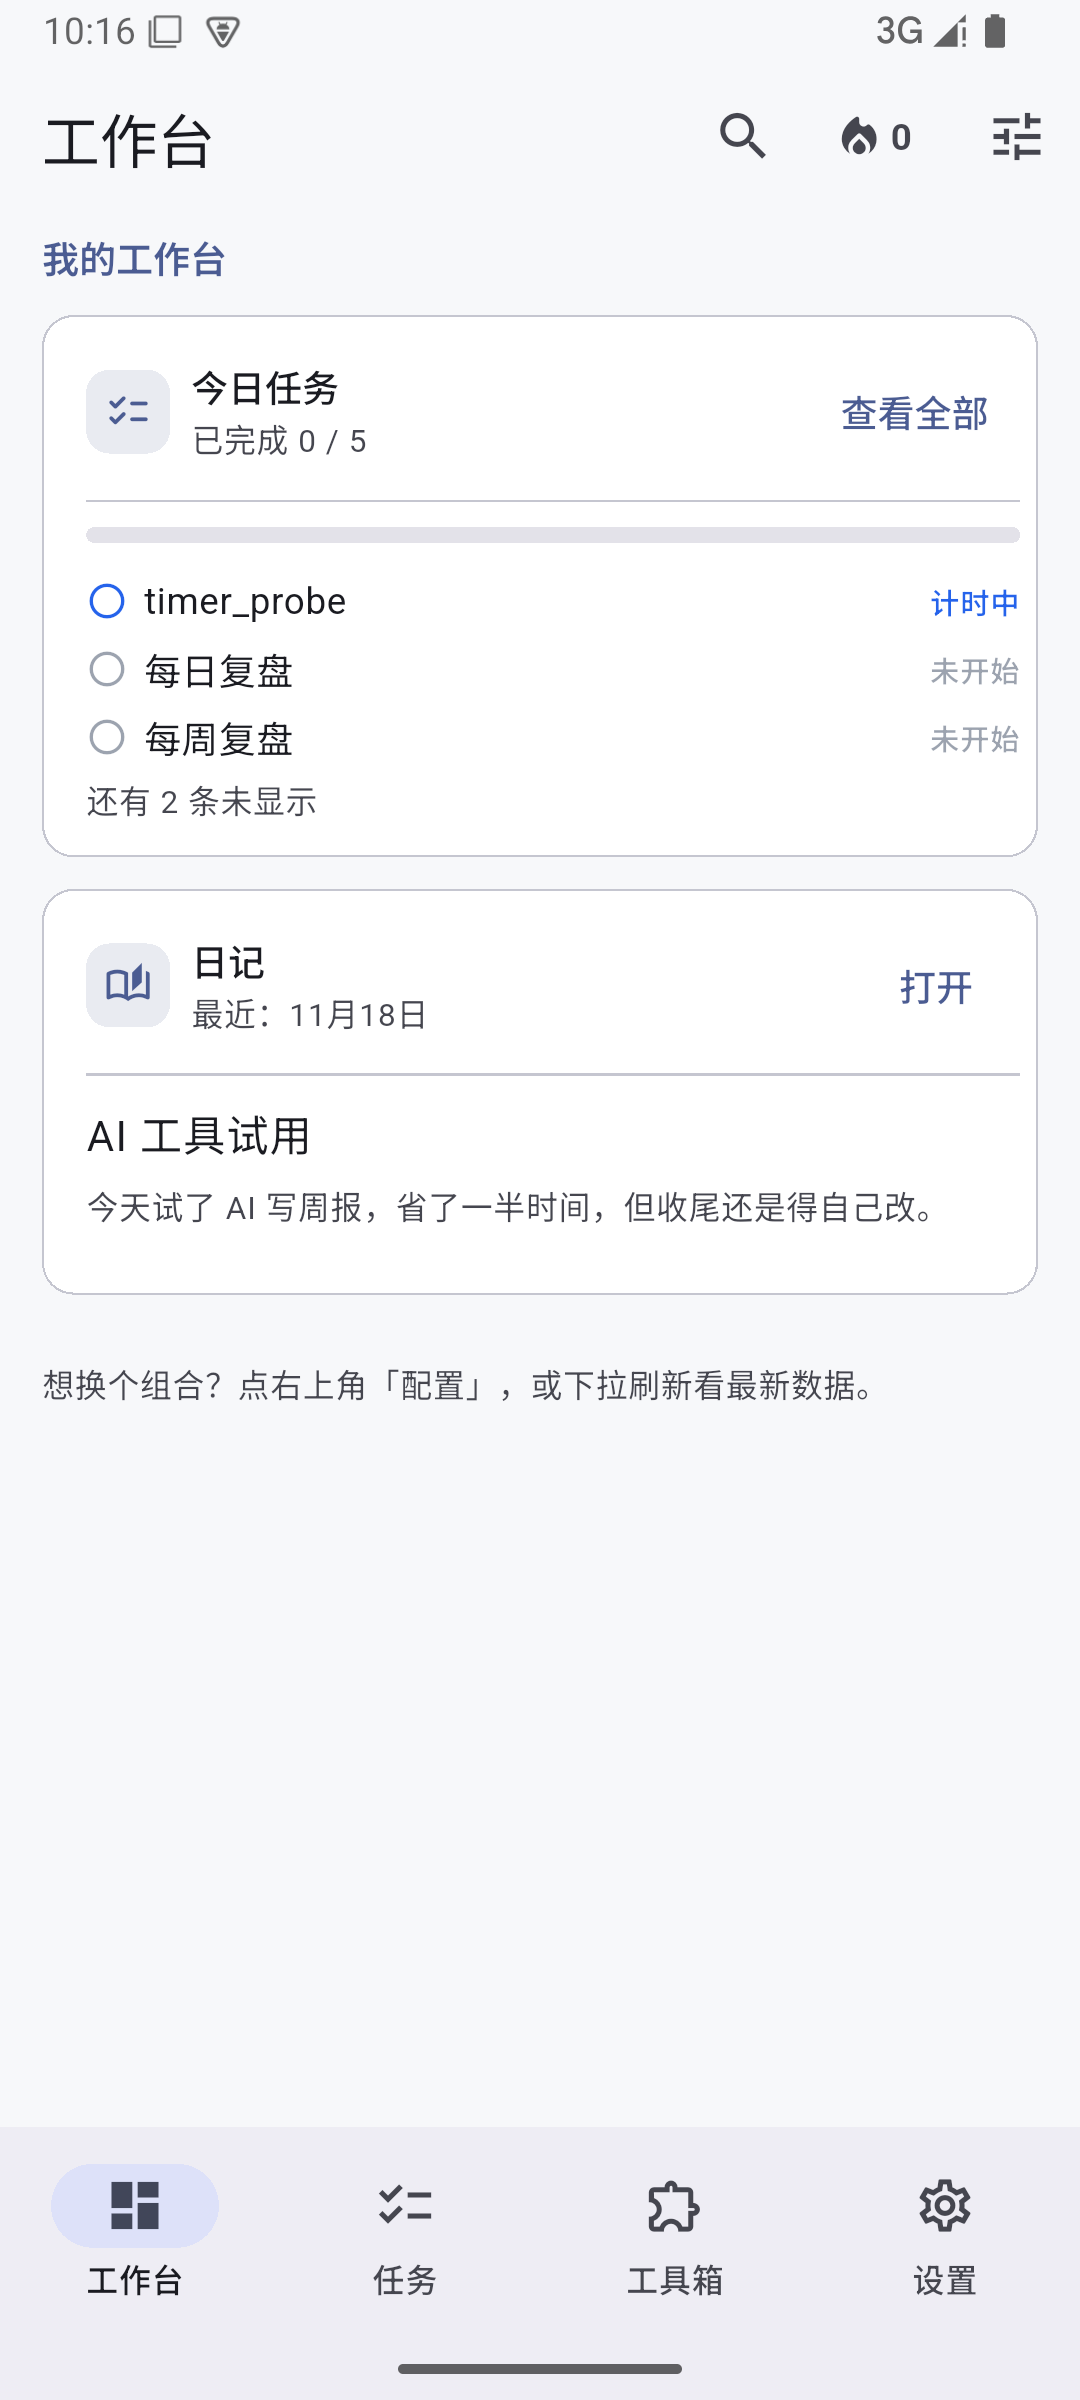 10:16
3G
工作台
0
我的工作台
今日任务
已完成 0 / 5
查看全部
timer_probe
计时中
每日复盘
未开始
每周复盘
未开始
还有 2 条未显示
日记
最近：11月18日
打开
AI 工具试用
今天试了 AI 写周报，省了一半时间，但收尾还是得自己改。
想换个组合？点右上角「配置」，或下拉刷新看最新数据。
工作台
任务
工具箱
设置